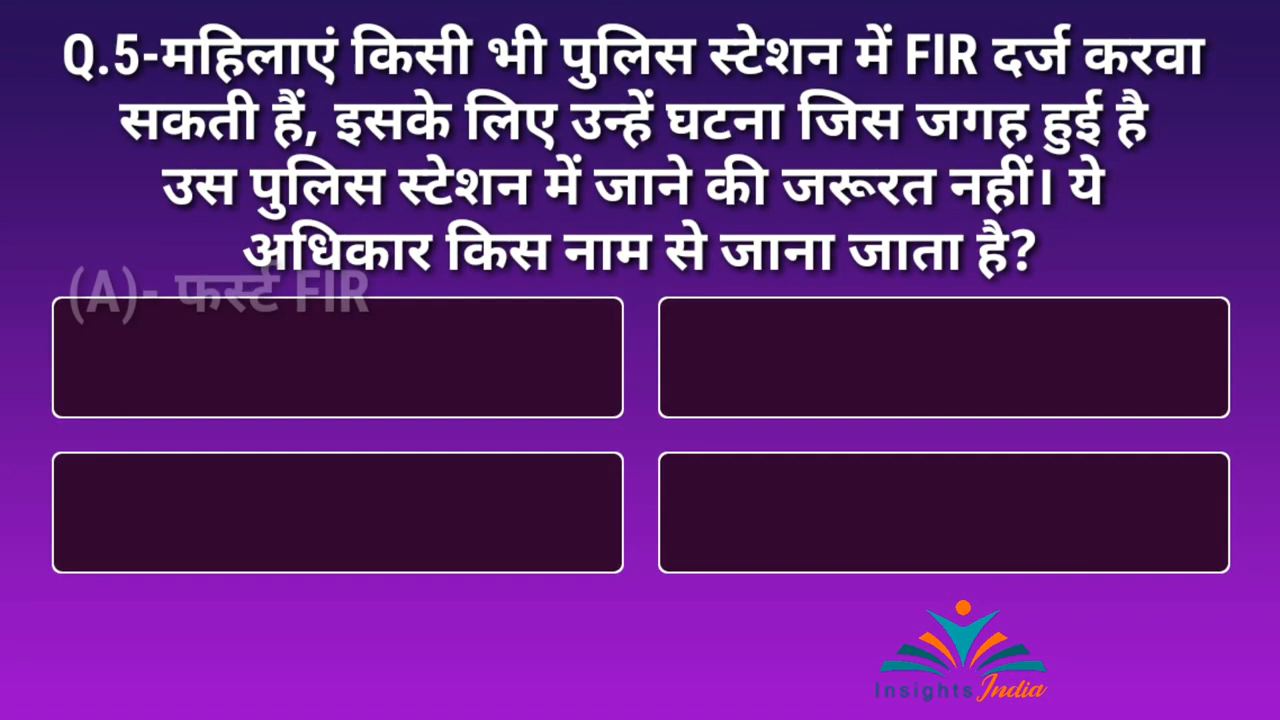 Q.5-महिलाएं किसी भी पुलिस स्टेशन में FIR दर्ज करवा
सकती हैं, इसके लिए उन्हें घटना जिस जगह हुई है
उस पुलिस स्टेशन में जाने की जरूरत नहीं। ये
अधिकार किस नाम से जाना जाता है?
(A)- फर्स्ट FIR
Insights India